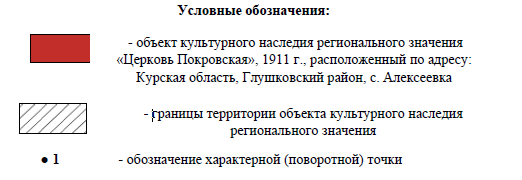 Условные обозначения:
- объект культурного наследия регионального значения
«Церковь Покровская», 1911 г., расположенный по адресу:
Курская область, Глушковский район, с. Алексеевка
- границы территории объекта культурного наследия
регионального значения
● 1 - обозначение характерной (поворотной) точки